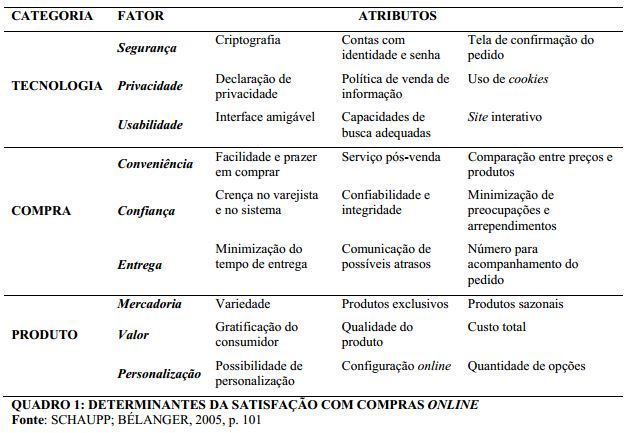 CATEGORIA FATOR ATRIBUTOS
Segurança Criptografia Contas com identidade e senha Tela de confirmação do pedido
TECNOLOGIA Privacidade Declaração de privacidade Política de venda de informação Uso de cookies
Usabilidade Interface amigável Capacidades de busca adequadas Site interativo
Conveniência Facilidade e prazer em comprar Serviço pós-venda Comparação entre preços e produtos
COMPRA Confiança Crença no varejista e no sistema Confiabilidade e integridade Minimização de preocupações e arrependimentos
Entrega Minimização do tempo de entrega Comunicação de possíveis atrasos Número para acompanhamento do pedido
Mercadoria Variedade Produtos exclusivos Produtos sazonais
PRODUTO Valor Gratificação do consumidor Qualidade do produto Custo total
Personalização Possibilidade de personalização Configuração online Quantidade de opções
QUADRO 1: DETERMINANTES DA SATISFAÇÃO COM COMPRAS ONLINE
Fonte: SCHAUPP; BÉLANGER, 2005, p. 101